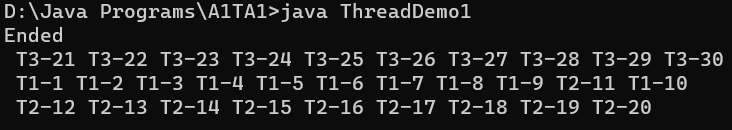 D:\Java Programs\A1TA1>java ThreadDemo1
Ended
 T3-21 T3-22 T3-23 T3-24 T3-25 T3-26 T3-27 T3-28 T3-29 T3-30
 T1-1 T1-2 T1-3 T1-4 T1-5 T1-6 T1-7 T1-8 T1-9 T2-11 T1-10
 T2-12 T2-13 T2-14 T2-15 T2-16 T2-17 T2-18 T2-19 T2-20